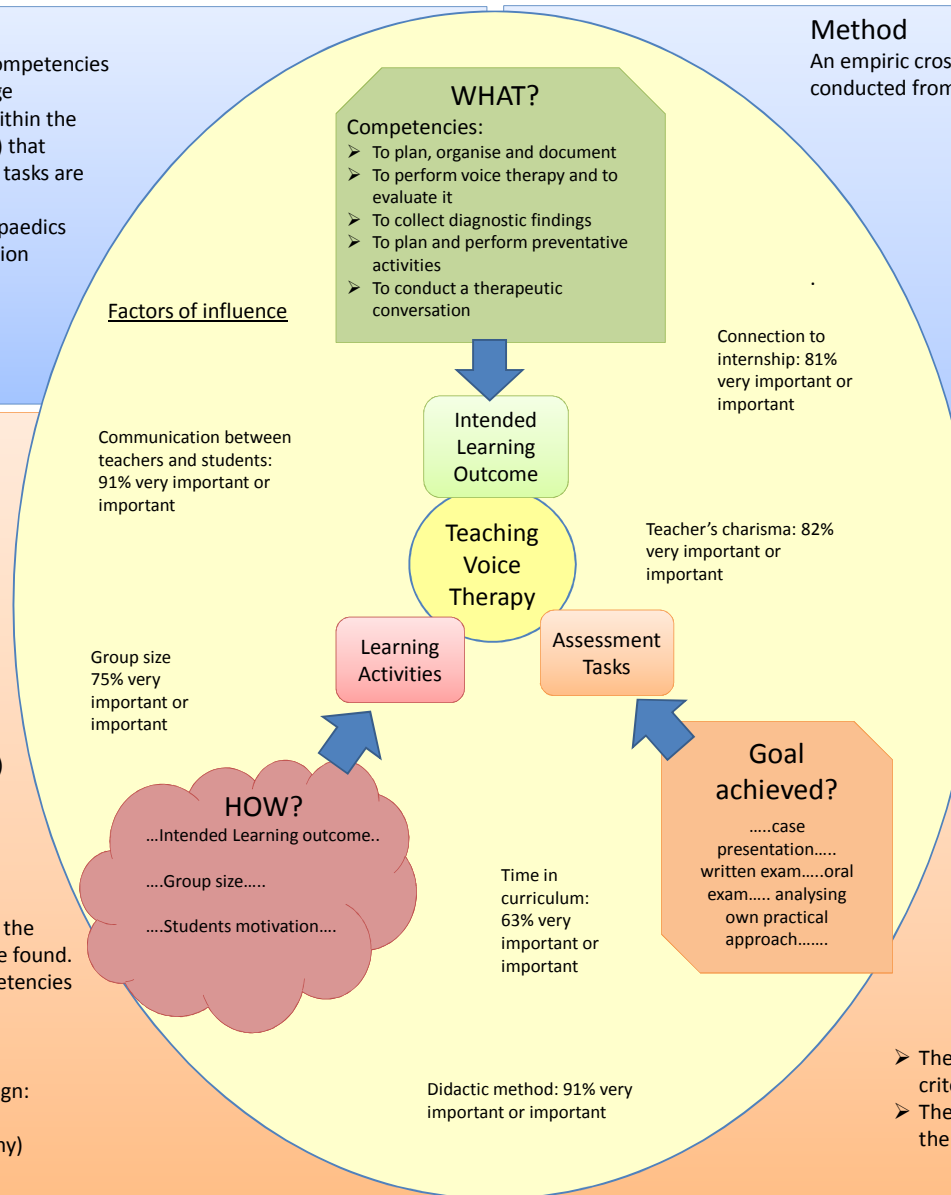 ompetencies
ge
ithin the
) that
tasks are
paedics
ion
Method
An empiric cros
conducted from
.
WHAT?
Competencies:
➢ To plan, organise and document
➢ To perform voice therapy and to
evaluate it
➢ To collect diagnostic findings
➢ To plan and perform preventative
activities
➢ To conduct a therapeutic
conversation
Factors of influence
Connection to
internship: 81%
very important or
important
Communication between
teachers and students:
91% very important or
important
Intended
Learning
Outcome
Teaching
Voice
Therapy
Teacher’s charisma: 82%
very important or
important
Learning
Activities
Assessment
Tasks
Group size
75% very
important or
important
)
HOW?
...Intended Learning outcome..
....Group size.....
....Students motivation....
Goal
achieved?
.....case
presentation.....
written exam.....oral
exam..... analysing
own practical
approach.......
Time in
curriculum:
63% very
important or
important
the
e found.
etencies
gn:
ny)
Didactic method: 91% very
important or important
➢ The
crite
➢ The
the